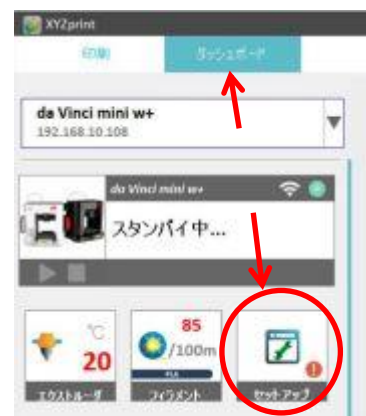 XYZprint
印刷
ダッシュボード
da Vinci mini w+
192.168.10.108
da Vinci mini w+
スタンバイ中...
℃
20
エクストルーダ
85
/100m
PLA
フィラメント
セットアップ